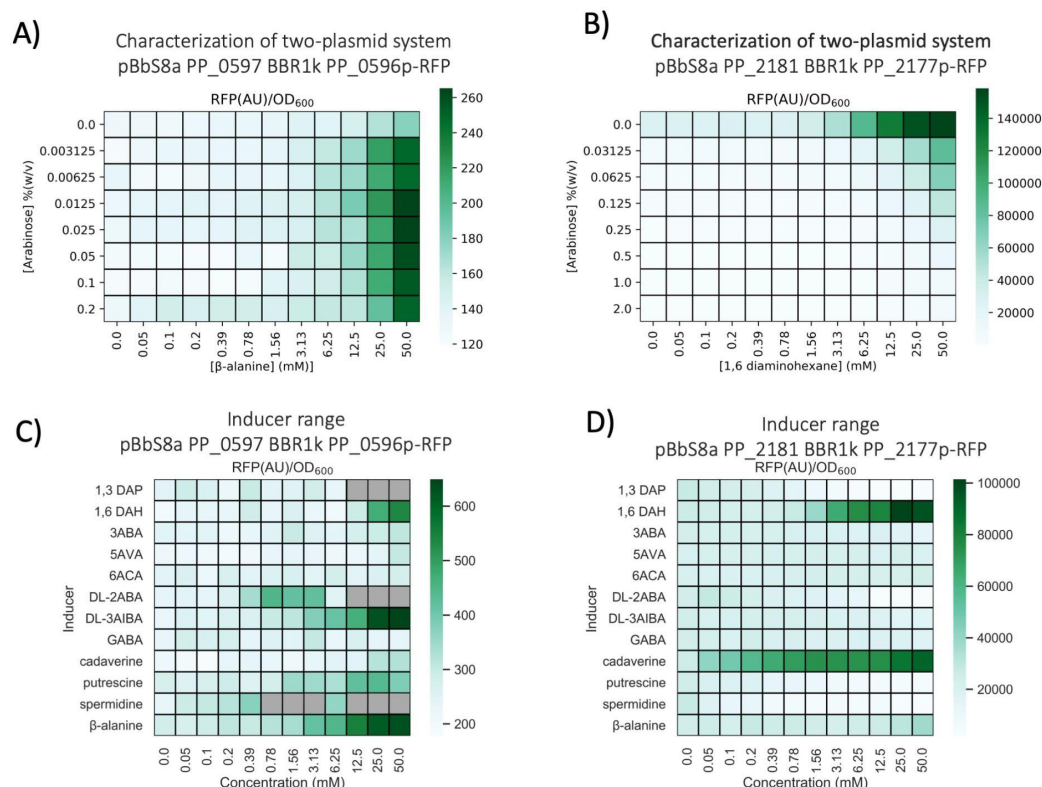 A)
Characterization of two-plasmid system
pBbS8a PP_0597 BBR1k PP_0596p-RFP
RFP(AU)/OD600
[Arabinose] %(w/v)
0.0
0.003125
0.00625
0.0125
0.025
0.05
0.1
0.2
0.0 0.05 0.1 0.2 0.39 0.78 1.56 3.13 6.25 12.5 25.0 50.0
[β-alanine] (mM)]
260
240
220
200
180
160
140
120
B)
Characterization of two-plasmid system
pBbS8a PP_2181 BBR1k PP_2177p-RFP
RFP(AU)/OD600
[Arabinose] %(w/v)
0.0
0.03125
0.0625
0.125
0.25
0.5
1.0
2.0
0.0 0.05 0.1 0.2 0.39 0.78 1.56 3.13 6.25 12.5 25.0 50.0
[1,6 diaminohexane] (mM)
140000
120000
100000
80000
60000
40000
20000
C)
Inducer range
pBbS8a PP_0597 BBR1k PP_0596p-RFP
RFP(AU)/OD600
Inducer
1,3 DAP
1,6 DAH
3ABA
5AVA
6ACA
DL-2ABA
DL-3AIBA
GABA
cadaverine
putrescine
spermidine
β-alanine
0.0 0.05 0.1 0.2 0.39 0.78 1.56 3.13 6.25 12.5 25.0 50.0
Concentration (mM)
600
500
400
300
200
D)
Inducer range
pBbS8a PP_2181 BBR1k PP_2177p-RFP
RFP(AU)/OD600
Inducer
1,3 DAP
1,6 DAH
3ABA
5AVA
6ACA
DL-2ABA
DL-3AIBA
GABA
cadaverine
putrescine
spermidine
β-alanine
0.0 0.05 0.1 0.2 0.39 0.78 1.56 3.13 6.25 12.5 25.0 50.0
Concentration (mM)
100000
80000
60000
40000
20000